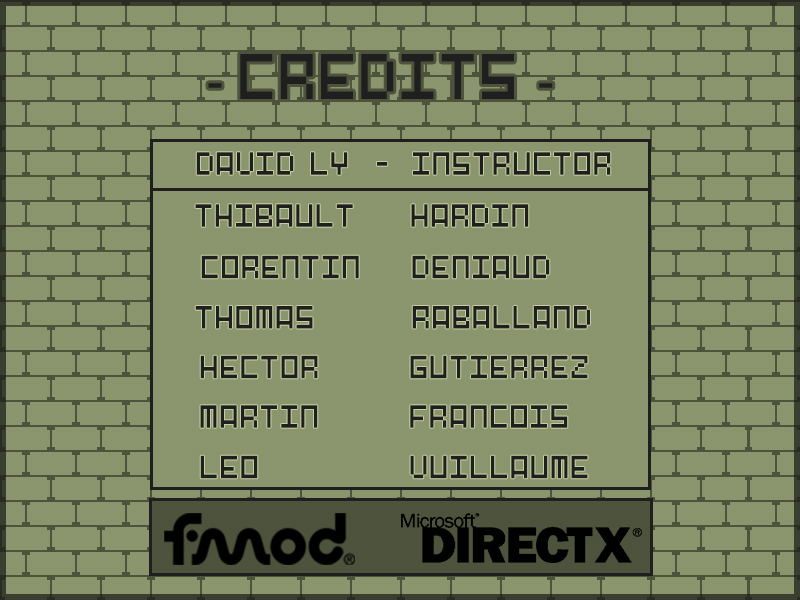 - CREDITS -
DAVID LY - INSTRUCTOR
THIBAULT HARDIN
CORENTIN DENIAUD
THOMAS RABALLAND
HECTOR GUTIERREZ
MARTIN FRANCOIS
LEO VUILLAUME
fmod® Microsoft® DIRECTX®